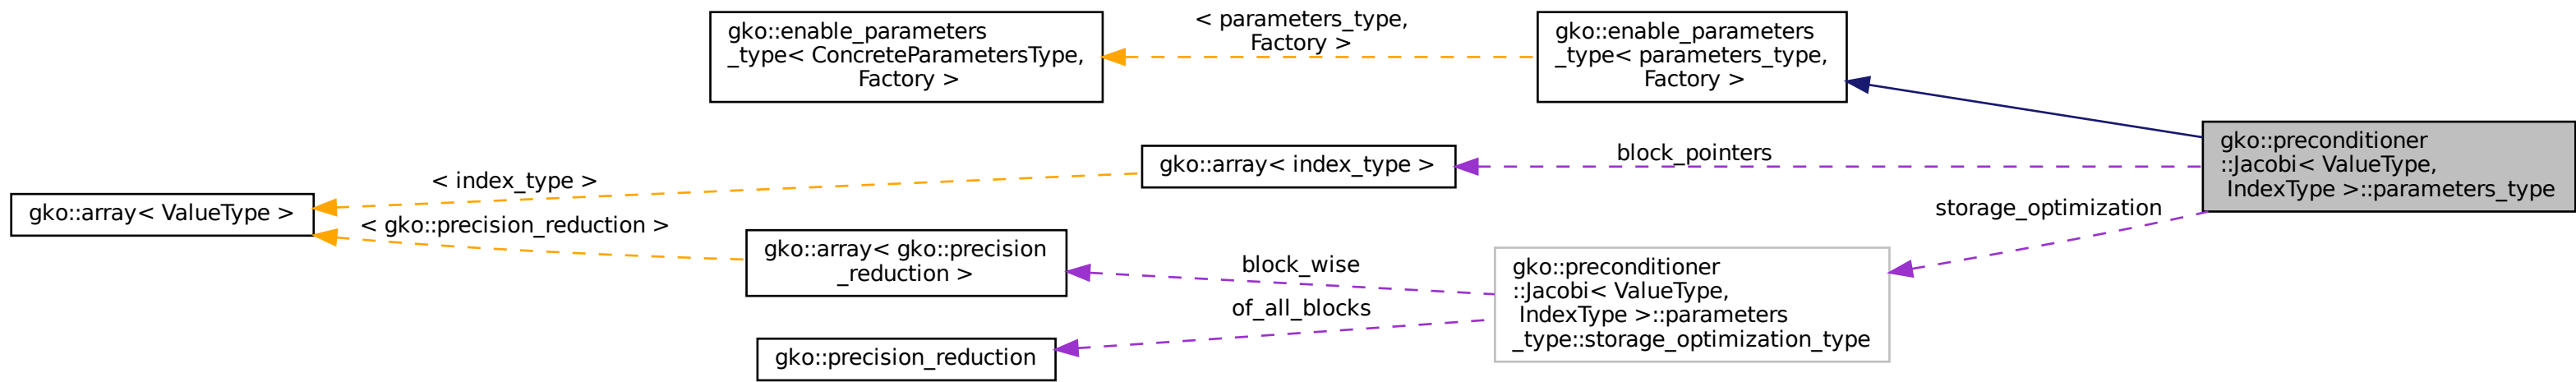 gko::enable_parameters
_type< ConcreteParametersType,
Factory >
< parameters_type,
Factory >
gko::enable_parameters
_type< parameters_type,
Factory >
gko::preconditioner
::Jacobi< ValueType,
IndexType >::parameters_type
gko::array< index_type >
block_pointers
< index_type >
gko::array< ValueType >
< gko::precision_reduction >
storage_optimization
gko::array< gko::precision
_reduction >
block_wise
of_all_blocks
gko::preconditioner
::Jacobi< ValueType,
IndexType >::parameters
_type::storage_optimization_type
gko::precision_reduction